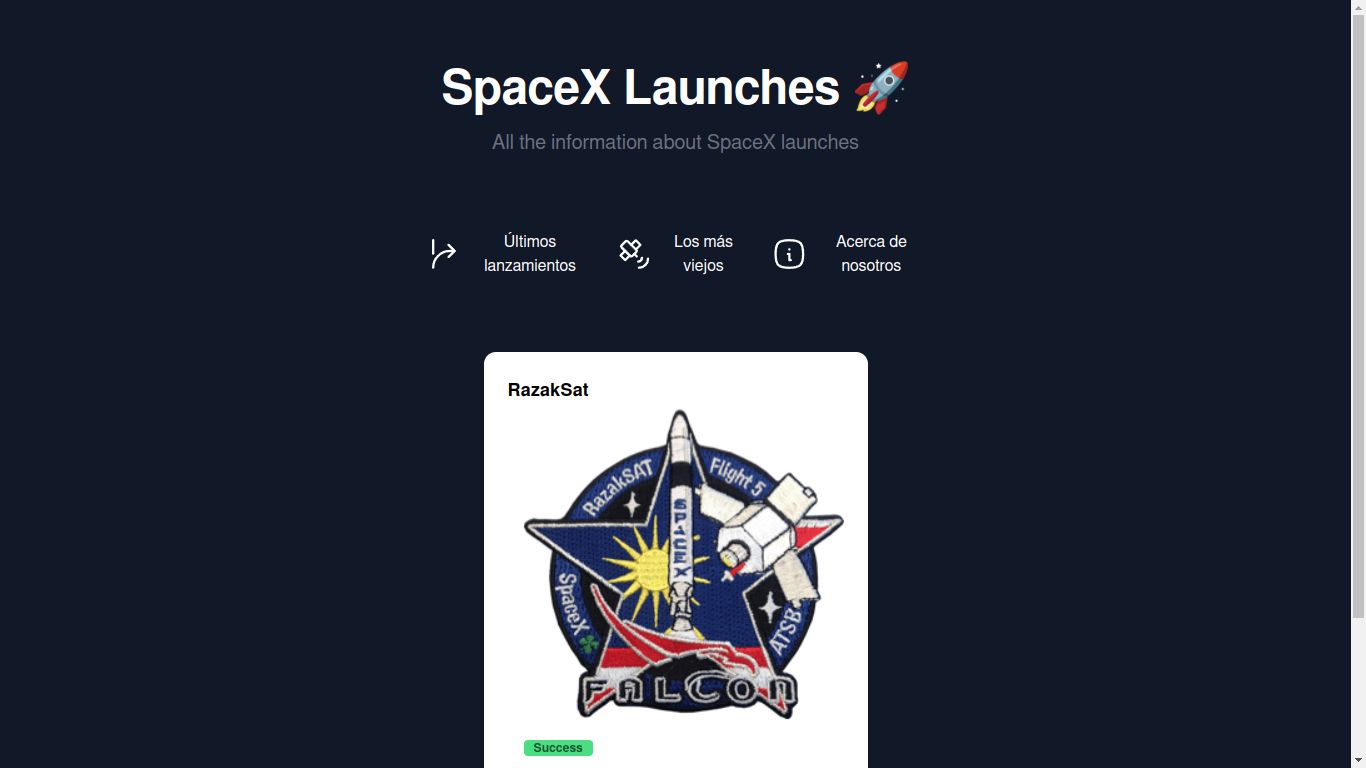 SpaceX Launches 🚀
All the information about SpaceX launches
Últimos
lanzamientos
Los más
viejos
Acerca de
nosotros
RazakSat
RazakSAT
Flight 5
SPACEX
SpaceX
ATSB
FALCON
Success